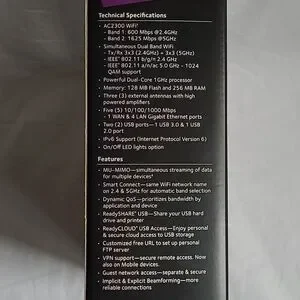 Technical Specifications
• AC2300 WiFi†
- Band 1: 600 Mbps @2.4GHz
- Band 2: 1625 Mbps @5GHz
• Simultaneous Dual Band WiFi
- Tx/Rx 3x3 (2.4GHz) + 3x3 (5GHz)
- IEEE® 802.11 b/g/n 2.4 GHz
- IEEE® 802.11 a/n/ac 5.0 GHz - 1024
QAM support
• Powerful Dual-Core 1GHz processor
• Memory: 128 MB Flash and 256 MB RAM
• Three (3) external antennas with high
powered amplifiers
• Five (5) 10/100/1000 Mbps
- 1 WAN & 4 LAN Gigabit Ethernet ports
• Two (2) USB ports—1 USB 3.0 & 1 USB
2.0 port
• IPv6 Support (Internet Protocol Version 6)
• On/Off LED lights option
Features
• MU-MIMO—simultaneous streaming of data
for multiple devices*
• Smart Connect—same WiFi network name
on 2.4 & 5GHz for automatic band selection
• Dynamic QoS—prioritizes bandwidth by
application and device
• ReadySHARE® USB—Share your USB hard
drive and printer
• ReadyCLOUD® USB Access—Enjoy personal
& secure cloud access to USB storage
• Customized free URL to set up personal
FTP server
• VPN support—secure remote access. Now
also on Mobile devices.
• Guest network access—separate & secure
• Implicit & Explicit Beamforming—more
reliable connections